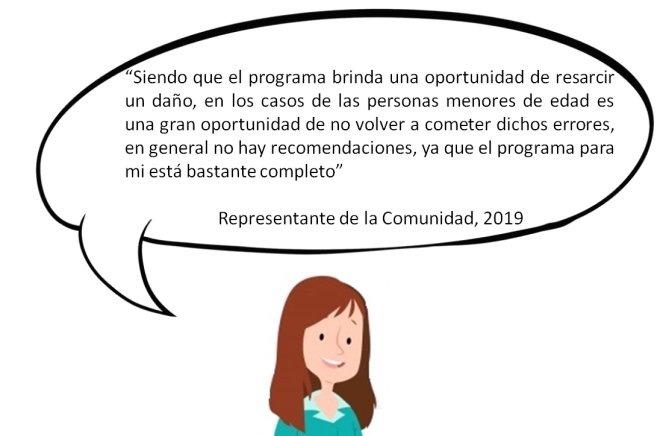 “Siendo que el programa brinda una oportunidad de resarcir
un daño, en los casos de las personas menores de edad es
una gran oportunidad de no volver a cometer dichos errores,
en general no hay recomendaciones, ya que el programa para
mi está bastante completo”
Representante de la Comunidad, 2019